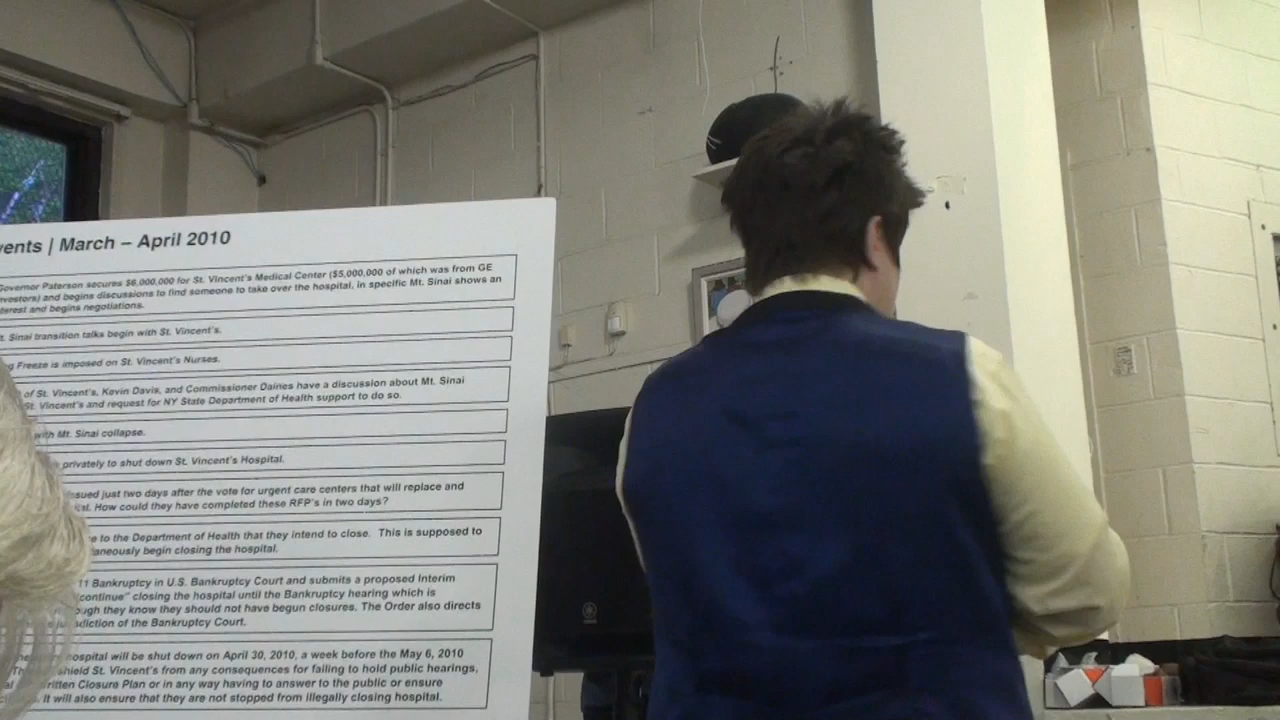 vents | March – April 2010
Governor Paterson secures $6,000,000 for St. Vincent's Medical Center ($5,000,000 of which was from GE
investors) and begins discussions to find someone to take over the hospital, in specific Mt. Sinai shows an
terest and begins negotiations.
t. Sinai transition talks begin with St. Vincent's.
g Freeze is imposed on St. Vincent's Nurses.
of St. Vincent's, Kevin Davis, and Commissioner Daines have a discussion about Mt. Sinai
St. Vincent's and request for NY State Department of Health support to do so.
with Mt. Sinai collapse.
privately to shut down St. Vincent's Hospital.
issued just two days after the vote for urgent care centers that will replace and
al. How could they have completed these RFP's in two days?
ce to the Department of Health that they intend to close. This is supposed to
aneously begin closing the hospital.
11 Bankruptcy in U.S. Bankruptcy Court and submits a proposed Interim
continue" closing the hospital until the Bankruptcy hearing which is
ough they know they should not have begun closures. The Order also directs
jurisdiction of the Bankruptcy Court.
hospital will be shut down on April 30, 2010, a week before the May 6, 2010
shield St. Vincent's from any consequences for failing to hold public hearings,
ritten Closure Plan or in any way having to answer to the public or ensure
It will also ensure that they are not stopped from illegally closing hospital.